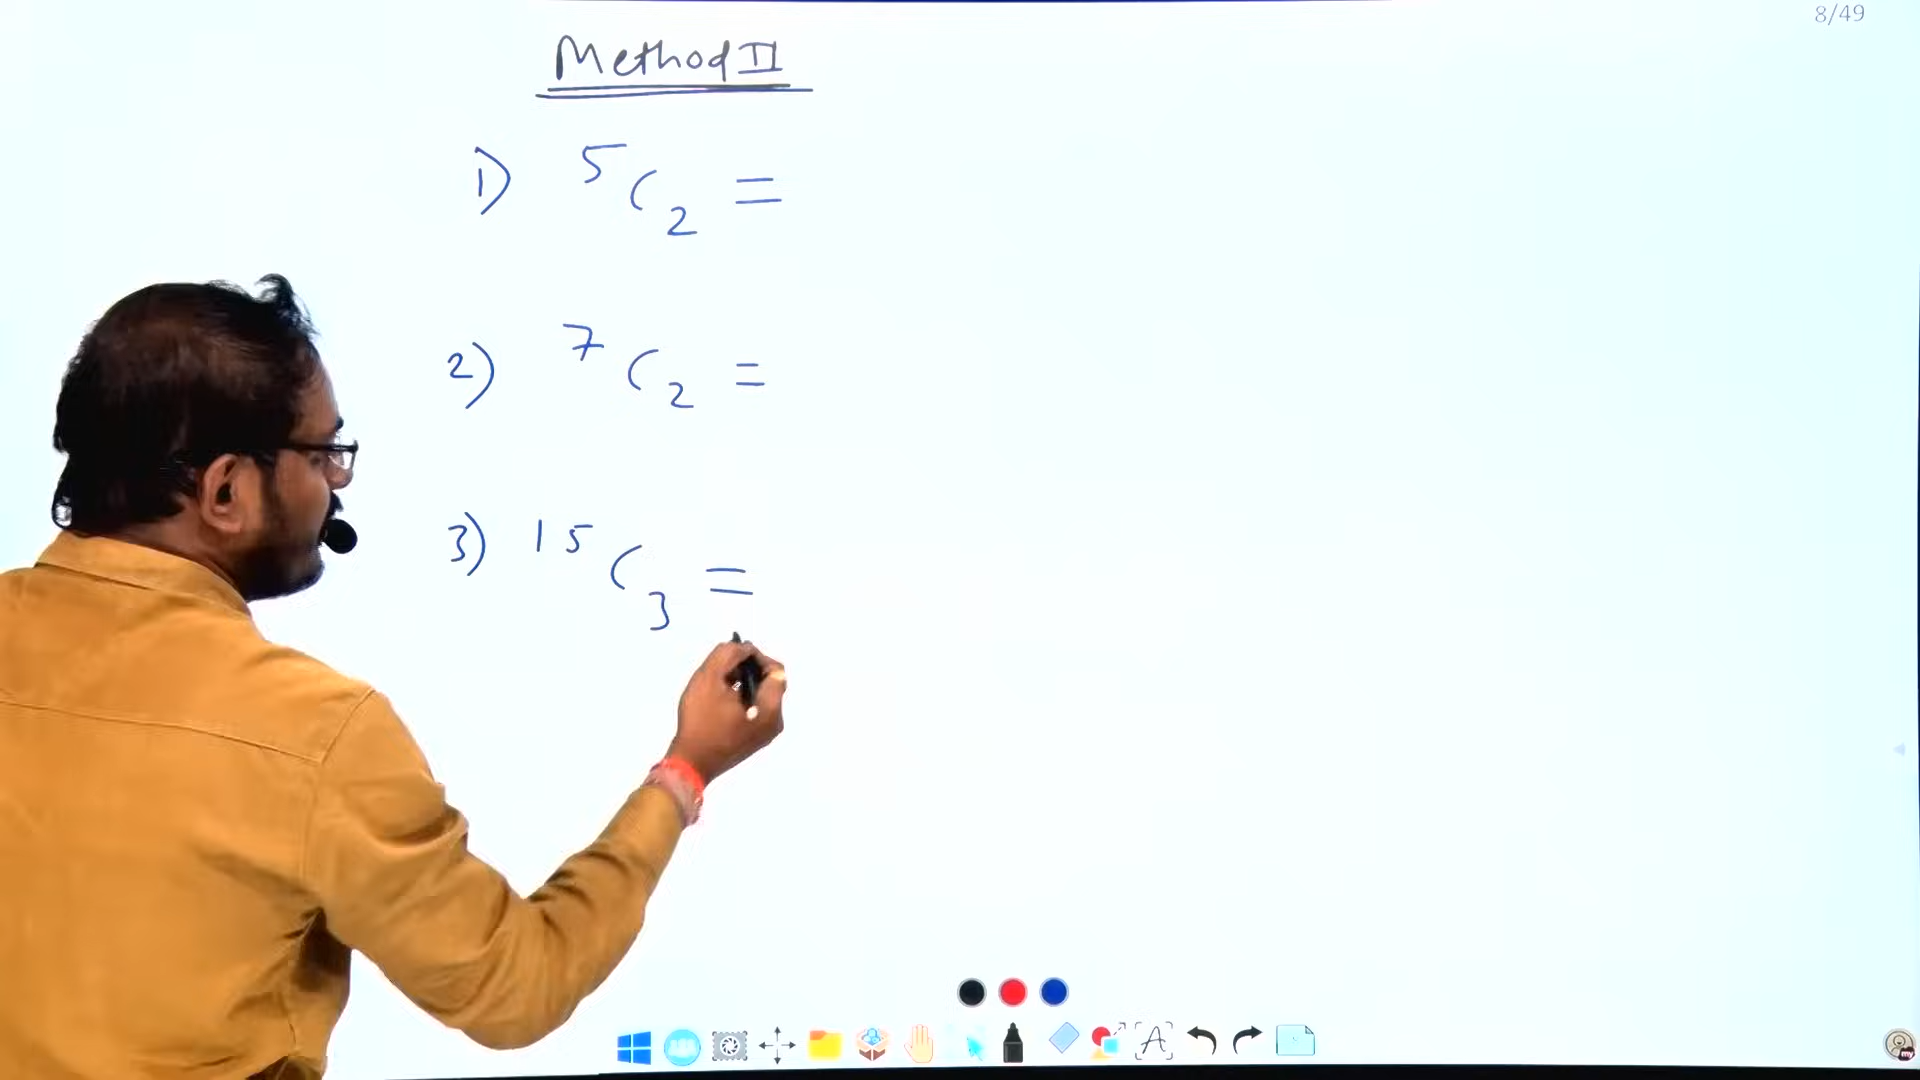 8/49
Method II
1) ⁵C₂ =
2) ⁷C₂ =
3) ¹⁵C₃ =